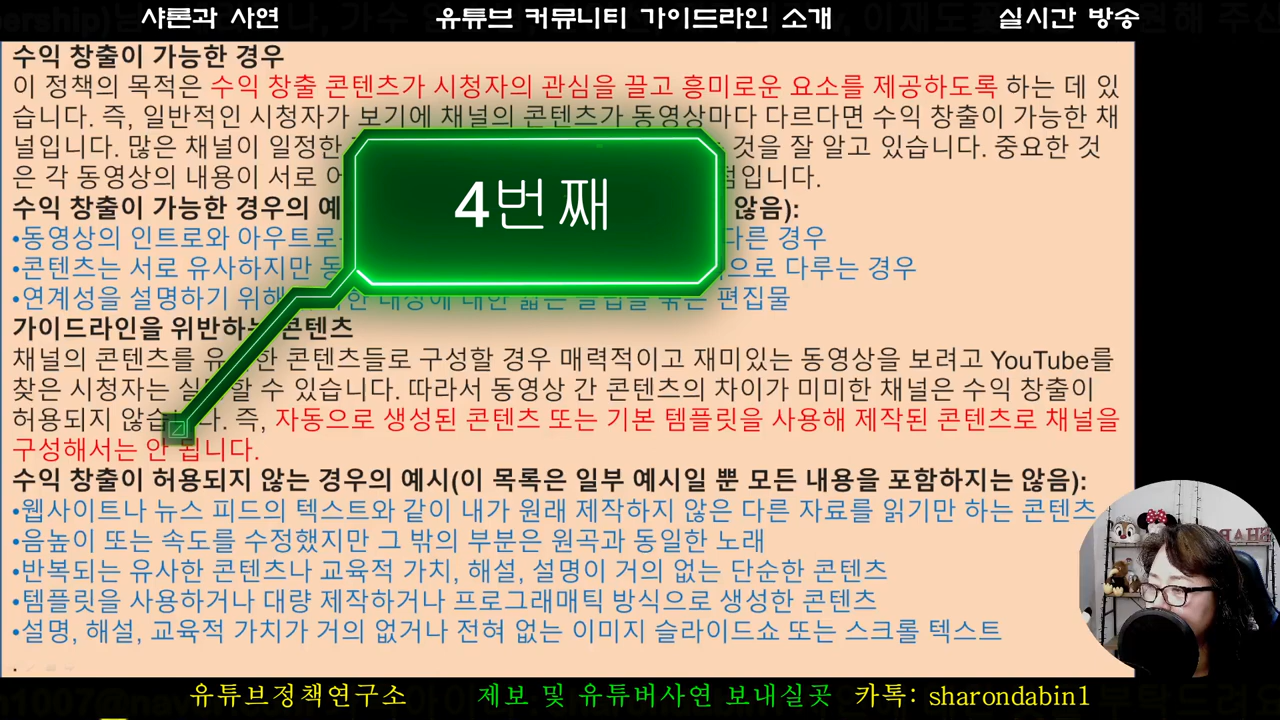 샤론과 사연 유튜브 커뮤니티 가이드라인 소개 실시간 방송
수익 창출이 가능한 경우
이 정책의 목적은 수익 창출 콘텐츠가 시청자의 관심을 끌고 흥미로운 요소를 제공하도록 하는 데 있
습니다. 즉, 일반적인 시청자가 보기에 채널의 콘텐츠가 동영상마다 다르다면 수익 창출이 가능한 채
널입니다. 많은 채널이 일정한 것을 잘 알고 있습니다. 중요한 것
은 각 동영상의 내용이 서로
수익 창출이 가능한 경우의 않음):
4번째
•동영상의 인트로와 다른 경우
•콘텐츠는 서로 유사하지만 다루는 경우
•연계성을 설명하기 편집물
가이드라인을 콘텐츠
채널의 콘텐츠를 콘텐츠들로 구성할 경우 매력적이고 재미있는 동영상을 보려고 YouTube를
찾은 시청자는 수 있습니다. 따라서 동영상 간 콘텐츠의 차이가 미미한 채널은 수익 창출이
허용되지 즉, 자동으로 생성된 콘텐츠 또는 기본 템플릿을 사용해 제작된 콘텐츠로 채널을
구성해서는 안 됩니다.
수익 창출이 허용되지 않는 경우의 예시(이 목록은 일부 예시일 뿐 모든 내용을 포함하지는 않음):
•웹사이트나 뉴스 피드의 텍스트와 같이 내가 원래 제작하지 않은 다른 자료를 읽기만 하는 콘텐츠
•음높이 또는 속도를 수정했지만 그 밖의 부분은 원곡과 동일한 노래
•반복되는 유사한 콘텐츠나 교육적 가치, 해설, 설명이 거의 없는 단순한 콘텐츠
•템플릿을 사용하거나 대량 제작하거나 프로그래매틱 방식으로 생성한 콘텐츠
•설명, 해설, 교육적 가치가 거의 없거나 전혀 없는 이미지 슬라이드쇼 또는 스크롤 텍스트
유튜브정책연구소 제보 및 유튜버사연 보내실곳 카톡: sharondabin1